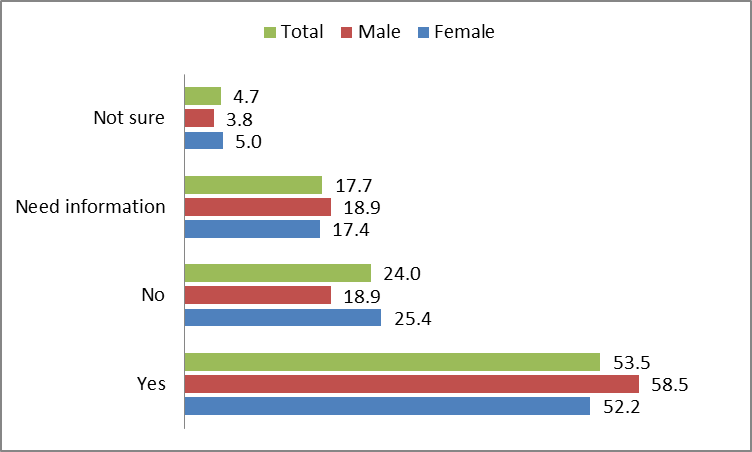 Total Male Female
Not sure
4.7
3.8
5.0
Need information
17.7
18.9
17.4
No
24.0
18.9
25.4
Yes
53.5
58.5
52.2